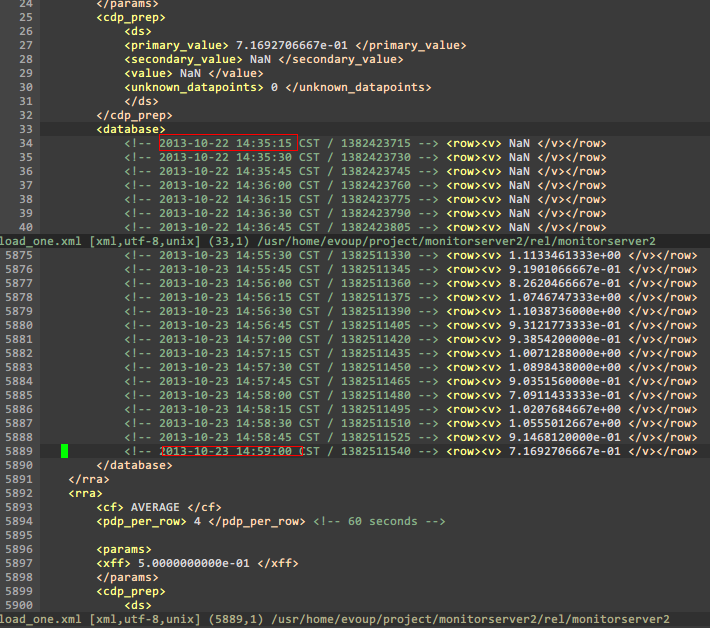 24 </params>
25 <cdp_prep>
26 <ds>
27 <primary_value> 7.1692706667e-01 </primary_value>
28 <secondary_value> NaN </secondary_value>
29 <value> NaN </value>
30 <unknown_datapoints> 0 </unknown_datapoints>
31 </ds>
32 </cdp_prep>
33 <database>
34 <!-- 2013-10-22 14:35:15 CST / 1382423715 --> <row><v> NaN </v></row>
35 <!-- 2013-10-22 14:35:30 CST / 1382423730 --> <row><v> NaN </v></row>
36 <!-- 2013-10-22 14:35:45 CST / 1382423745 --> <row><v> NaN </v></row>
37 <!-- 2013-10-22 14:36:00 CST / 1382423760 --> <row><v> NaN </v></row>
38 <!-- 2013-10-22 14:36:15 CST / 1382423775 --> <row><v> NaN </v></row>
39 <!-- 2013-10-22 14:36:30 CST / 1382423790 --> <row><v> NaN </v></row>
40 <!-- 2013-10-22 14:36:45 CST / 1382423805 --> <row><v> NaN </v></row>
load_one.xml [xml,utf-8,unix] (33,1) /usr/home/evoup/project/monitorserver2/rel/monitorserver2
5875 <!-- 2013-10-23 14:55:30 CST / 1382511330 --> <row><v> 1.1133461333e+00 </v></row>
5876 <!-- 2013-10-23 14:55:45 CST / 1382511345 --> <row><v> 9.1901066667e-01 </v></row>
5877 <!-- 2013-10-23 14:56:00 CST / 1382511360 --> <row><v> 8.2620466667e-01 </v></row>
5878 <!-- 2013-10-23 14:56:15 CST / 1382511375 --> <row><v> 1.0746747333e+00 </v></row>
5879 <!-- 2013-10-23 14:56:30 CST / 1382511390 --> <row><v> 1.1038736000e+00 </v></row>
5880 <!-- 2013-10-23 14:56:45 CST / 1382511405 --> <row><v> 9.3121773333e-01 </v></row>
5881 <!-- 2013-10-23 14:57:00 CST / 1382511420 --> <row><v> 9.3854200000e-01 </v></row>
5882 <!-- 2013-10-23 14:57:15 CST / 1382511435 --> <row><v> 1.0071288000e+00 </v></row>
5883 <!-- 2013-10-23 14:57:30 CST / 1382511450 --> <row><v> 1.0898438000e+00 </v></row>
5884 <!-- 2013-10-23 14:57:45 CST / 1382511465 --> <row><v> 9.0351560000e-01 </v></row>
5885 <!-- 2013-10-23 14:58:00 CST / 1382511480 --> <row><v> 7.0911433333e-01 </v></row>
5886 <!-- 2013-10-23 14:58:15 CST / 1382511495 --> <row><v> 1.0207684667e+00 </v></row>
5887 <!-- 2013-10-23 14:58:30 CST / 1382511510 --> <row><v> 1.0555012667e+00 </v></row>
5888 <!-- 2013-10-23 14:58:45 CST / 1382511525 --> <row><v> 9.1468120000e-01 </v></row>
5889 <!-- 2013-10-23 14:59:00 CST / 1382511540 --> <row><v> 7.1692706667e-01 </v></row>
5890 </database>
5891 </rra>
5892 <rra>
5893 <cf> AVERAGE </cf>
5894 <pdp_per_row> 4 </pdp_per_row> <!-- 60 seconds -->
5895
5896 <params>
5897 <xff> 5.0000000000e-01 </xff>
5898 </params>
5899 <cdp_prep>
5900 <ds>
load_one.xml [xml,utf-8,unix] (5889,1) /usr/home/evoup/project/monitorserver2/rel/monitorserver2